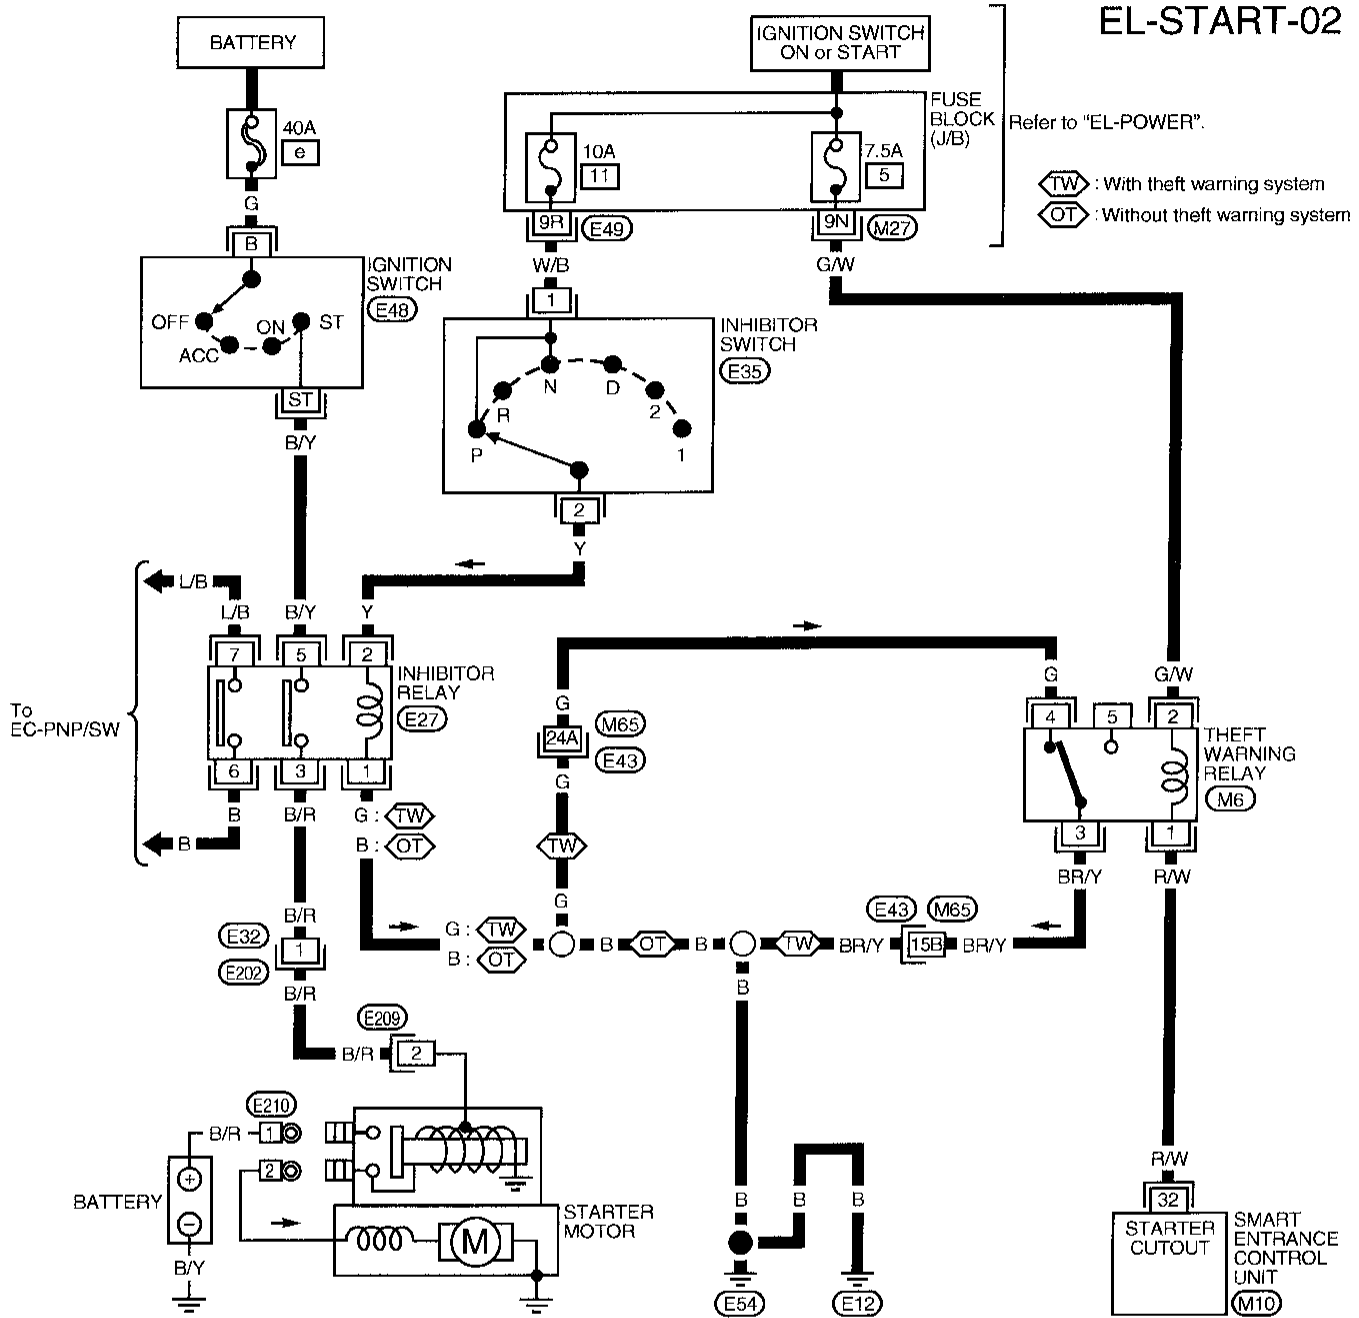 EL-START-02
BATTERY
IGNITION SWITCH
ON or START
FUSE
BLOCK
(J/B)
Refer to "EL-POWER".
40A
e
10A
11
7.5A
5
TW : With theft warning system
OT : Without theft warning system
G
9R
E49
9N
M27
B
W/B
G/W
IGNITION
SWITCH
E48
1
OFF
ACC
ON
ST
INHIBITOR
SWITCH
E35
N
D
R
2
P
1
ST
B/Y
2
Y
L/B
L/B
B/Y
Y
7
5
2
INHIBITOR
RELAY
E27
To
EC-PNP/SW
G
G/W
G
4
5
2
24A
M65
E43
THEFT
WARNING
RELAY
M6
6
3
1
G
B
B/R
G : TW
B : OT
B
TW
3
1
BR/Y
R/W
G
B/R
E32
1
E202
B/R
G : TW
B : OT
B
OT
B
TW
BR/Y
E43
M65
15B
BR/Y
B
E209
B/R
2
E210
B/R
1
2
BATTERY
+
−
B/Y
M
STARTER
MOTOR
B
B
B
E54
E12
R/W
32
STARTER
CUTOUT
SMART
ENTRANCE
CONTROL
UNIT
M10